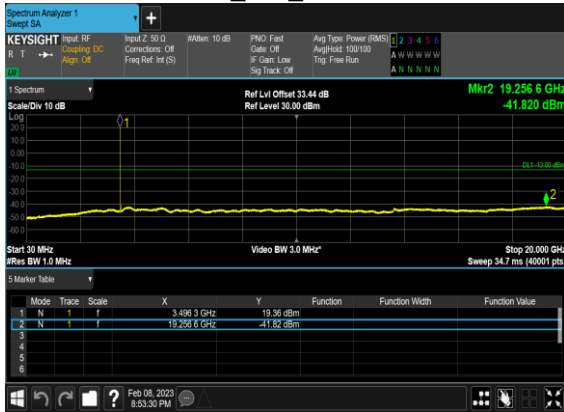 Spectrum Analyzer 1
Swept SA
+
KEYSIGHT Input: RF
R T Coupling: DC
Align: Off
LXI
Input Z: 50 Ω
Corrections: Off
Freq Ref: Int (S)
#Atten: 10 dB
PNO: Fast
Gate: Off
IF Gain: Low
Sig Track: Off
Avg Type: Power (RMS)
Avg|Hold: 100/100
Trig: Free Run
1 2 3 4 5 6
A W W W W W
A N N N N N
1 Spectrum
Scale/Div 10 dB
Ref Lvl Offset 33.44 dB
Ref Level 30.00 dBm
Mkr2 19.256 6 GHz
-41.820 dBm
Log
20.0
10.0
0.00
-10.0
-20.0
-30.0
-40.0
-50.0
-60.0
1
DL1 -13.00 dBm
2
Start 30 MHz
#Res BW 1.0 MHz
Video BW 3.0 MHz*
Stop 20.000 GHz
Sweep 34.7 ms (40001 pts)
5 Marker Table
Mode Trace Scale X Y Function Function Width Function Value
1 N 1 f 3.496 3 GHz 19.36 dBm
2 N 1 f 19.256 6 GHz -41.82 dBm
3
4
5
6
? Feb 08, 2023
8:53:30 PM